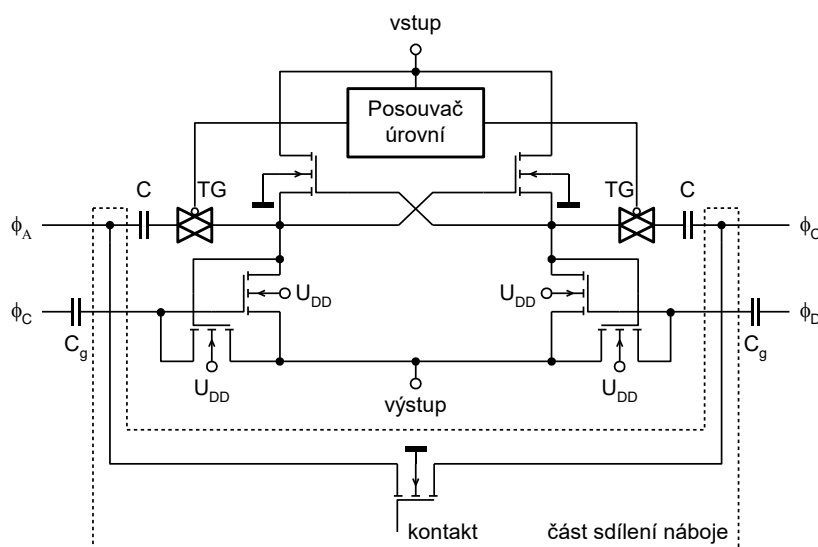 vstup
Posouvač
úrovní
C TG TG C
ϕA ϕC
UDD UDD
ϕC ϕD
Cg Cg
UDD UDD
výstup
kontakt část sdílení náboje